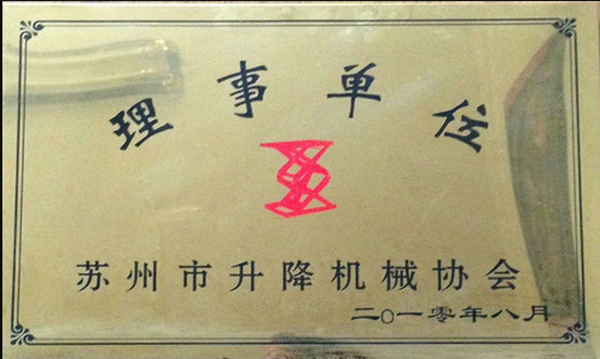 理事单位
苏州市升降机械协会
二○一零年八月